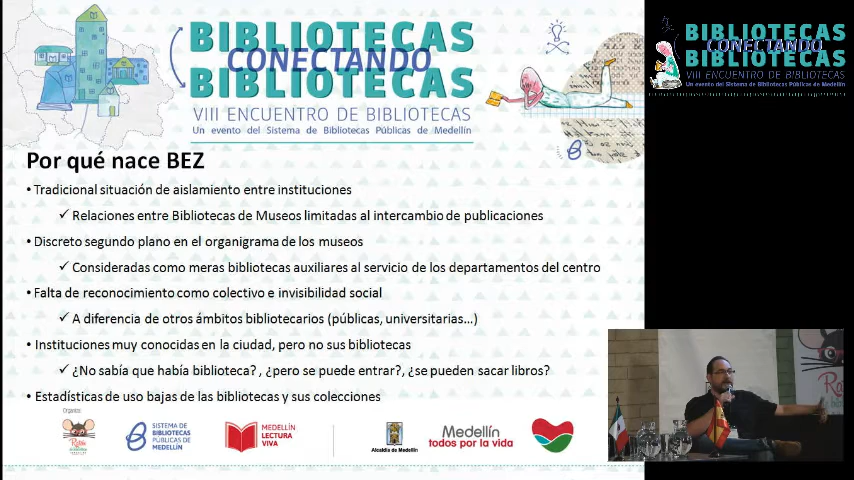 BIBLIOTECAS
CONECTANDO
BIBLIOTECAS
VIII ENCUENTRO DE BIBLIOTECAS
Un evento del Sistema de Bibliotecas Públicas de Medellín
Por qué nace BEZ
• Tradicional situación de aislamiento entre instituciones
✓ Relaciones entre Bibliotecas de Museos limitadas al intercambio de publicaciones
• Discreto segundo plano en el organigrama de los museos
✓ Consideradas como meras bibliotecas auxiliares al servicio de los departamentos del centro
• Falta de reconocimiento como colectivo e invisibilidad social
✓ A diferencia de otros ámbitos bibliotecarios (públicas, universitarias…)
• Instituciones muy conocidas en la ciudad, pero no sus bibliotecas
✓ ¿No sabía que había biblioteca? , ¿pero se puede entrar?, ¿se pueden sacar libros?
• Estadísticas de uso bajas de las bibliotecas y sus colecciones
SISTEMA DE
BIBLIOTECAS
PÚBLICAS DE
MEDELLÍN
MEDELLÍN
LECTURA
VIVA
Alcaldía de Medellín
Medellín
todos por la vida
BIBLIOTECAS
CONECTANDO
BIBLIOTECAS
VIII ENCUENTRO DE BIBLIOTECAS
Un evento del Sistema de Bibliotecas Públicas de Medellín